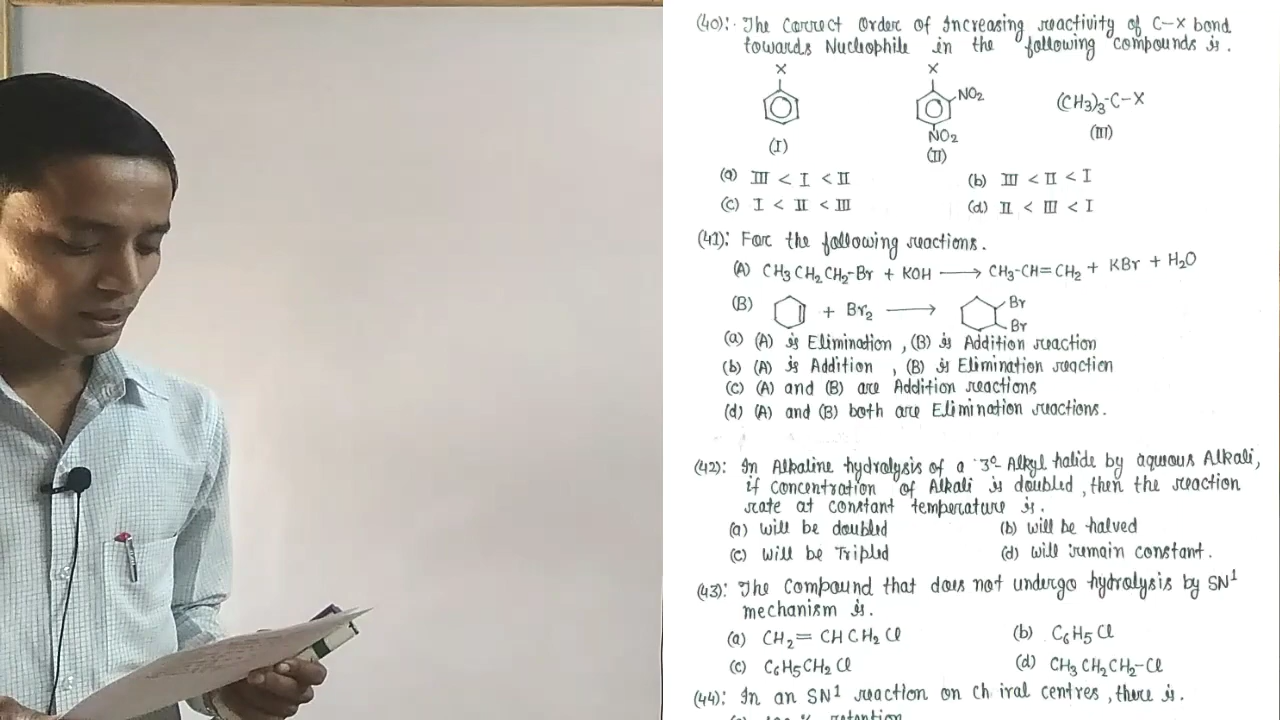 (40):- The Correct Order of Increasing reactivity of C-X bond
towards Nucleophile in the following compounds is.
X
X
NO2
(CH3)3-C-X
NO2
(I)
(II)
(III)
(a) III < I < II
(b) III < II < I
(c) I < II < III
(d) II < III < I
(41): For the following reactions.
(A) CH3CH2CH2-Br + KOH ⟶ CH3-CH=CH2 + KBr + H2O
(B) + Br2 ⟶ Br
Br
(a) (A) is Elimination, (B) is Addition reaction
(b) (A) is Addition , (B) is Elimination reaction
(c) (A) and (B) are Addition reactions
(d) (A) and (B) both are Elimination reactions.
(42): In Alkaline hydrolysis of a 3° Alkyl halide by aqueous Alkali,
if Concentration of Alkali is doubled, then the reaction
rate at constant temperature is.
(a) will be doubled
(b) will be halved
(c) will be Tripled
(d) will remain constant.
(43): The Compound that does not undergo hydrolysis by SN1
mechanism is.
(a) CH2=CHCH2Cl
(b) C6H5Cl
(c) C6H5CH2Cl
(d) CH3CH2CH2-Cl
(44): In an SN1 reaction on chiral centres, there is.
retention